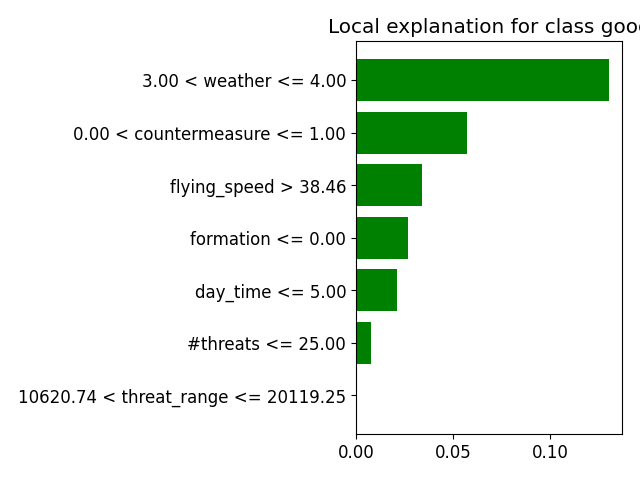 Local explanation for class goo
3.00 < weather <= 4.00
0.00 < countermeasure <= 1.00
flying_speed > 38.46
formation <= 0.00
day_time <= 5.00
#threats <= 25.00
10620.74 < threat_range <= 20119.25
0.00 0.05 0.10